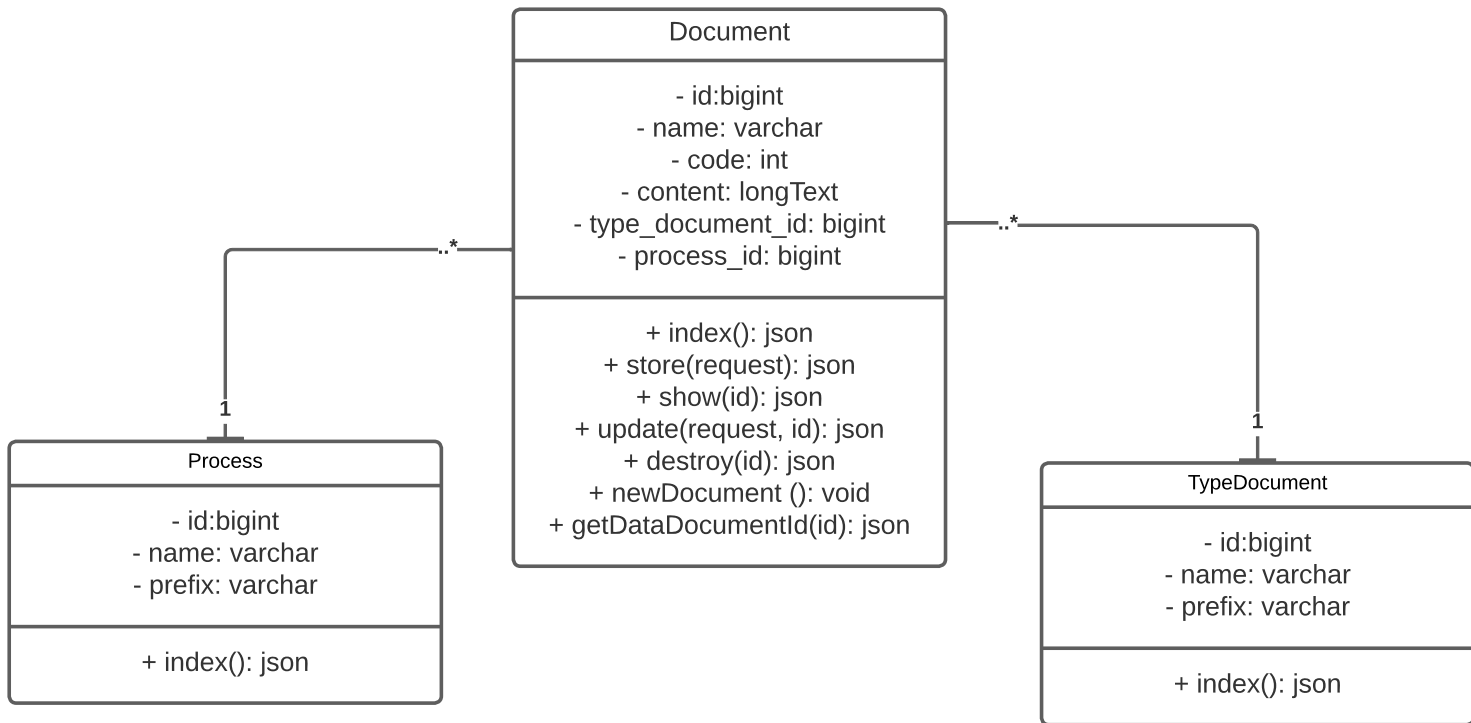 Document
- id:bigint
- name: varchar
- code: int
- content: longText
- type_document_id: bigint
- process_id: bigint
+ index(): json
+ store(request): json
+ show(id): json
+ update(request, id): json
+ destroy(id): json
+ newDocument (): void
+ getDataDocumentId(id): json
..*
1
Process
- id:bigint
- name: varchar
- prefix: varchar
+ index(): json
..*
1
TypeDocument
- id:bigint
- name: varchar
- prefix: varchar
+ index(): json